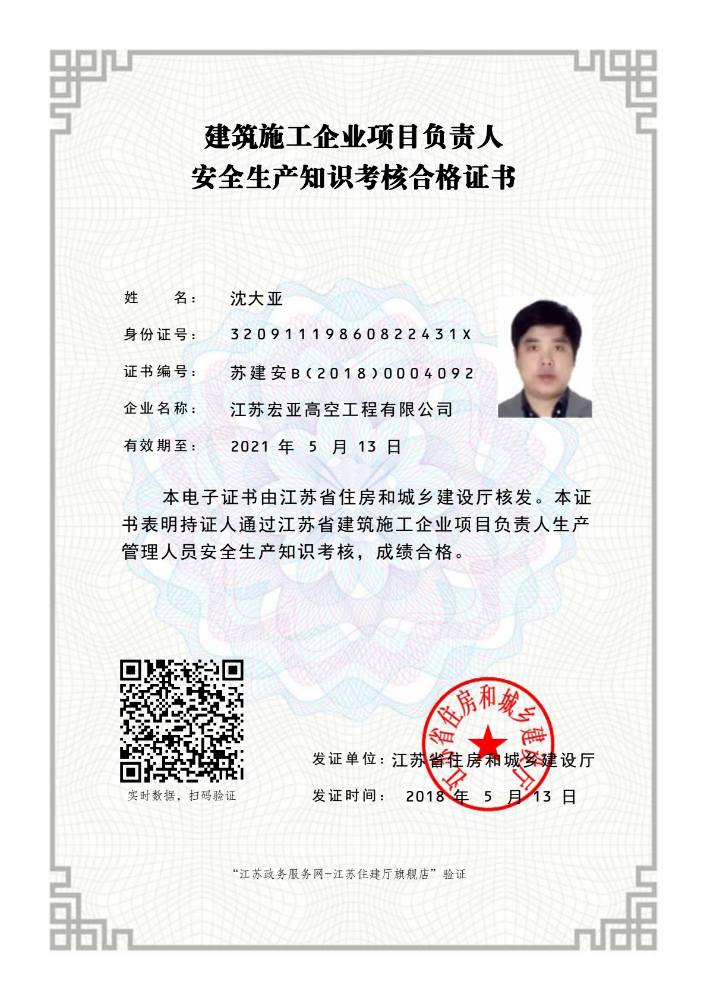 建筑施工企业项目负责人
安全生产知识考核合格证书
姓 名： 沈大亚
身份证号： 32091119860822431X
证书编号： 苏建安B(2018)0004092
企业名称： 江苏宏亚高空工程有限公司
有效期至： 2021 年 5 月 13 日
本电子证书由江苏省住房和城乡建设厅核发。本证
书表明持证人通过江苏省建筑施工企业项目负责人生产
管理人员安全生产知识考核，成绩合格。
江苏省住房和城乡建设厅
发证单位：江苏省住房和城乡建设厅
实时数据，扫码验证
发证时间： 2018 年 5 月 13 日
“江苏政务服务网-江苏住建厅旗舰店”验证